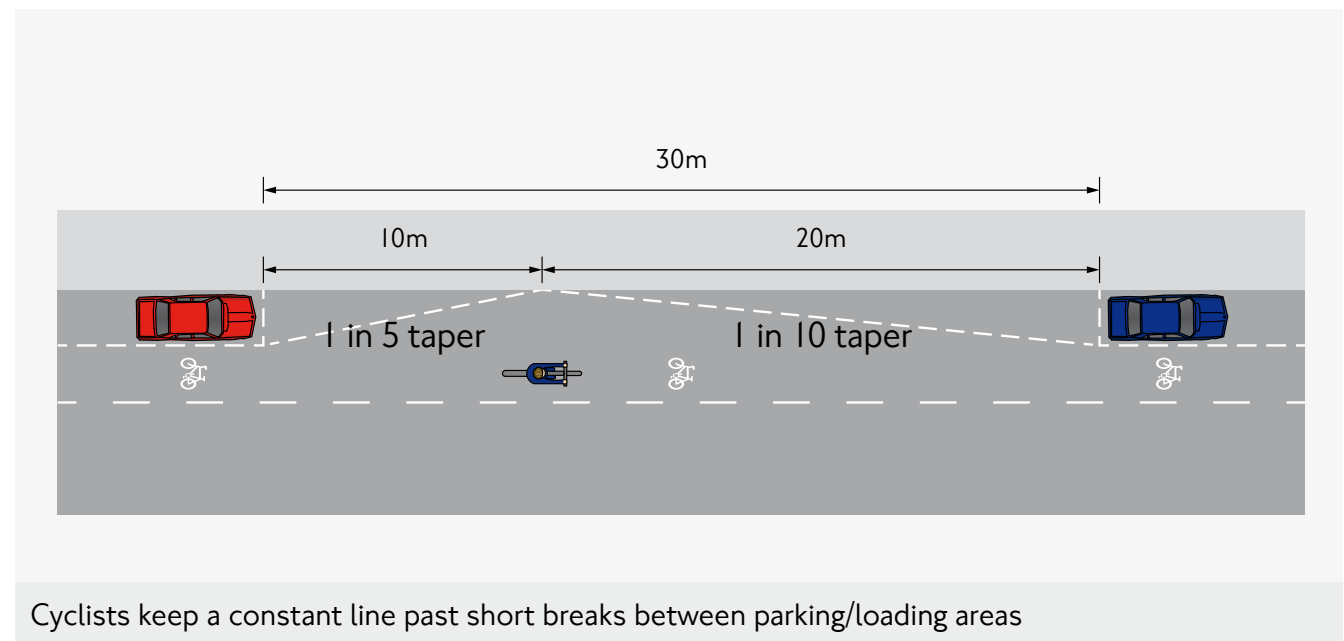 30m
10m
20m
1 in 5 taper
1 in 10 taper
Cyclists keep a constant line past short breaks between parking/loading areas